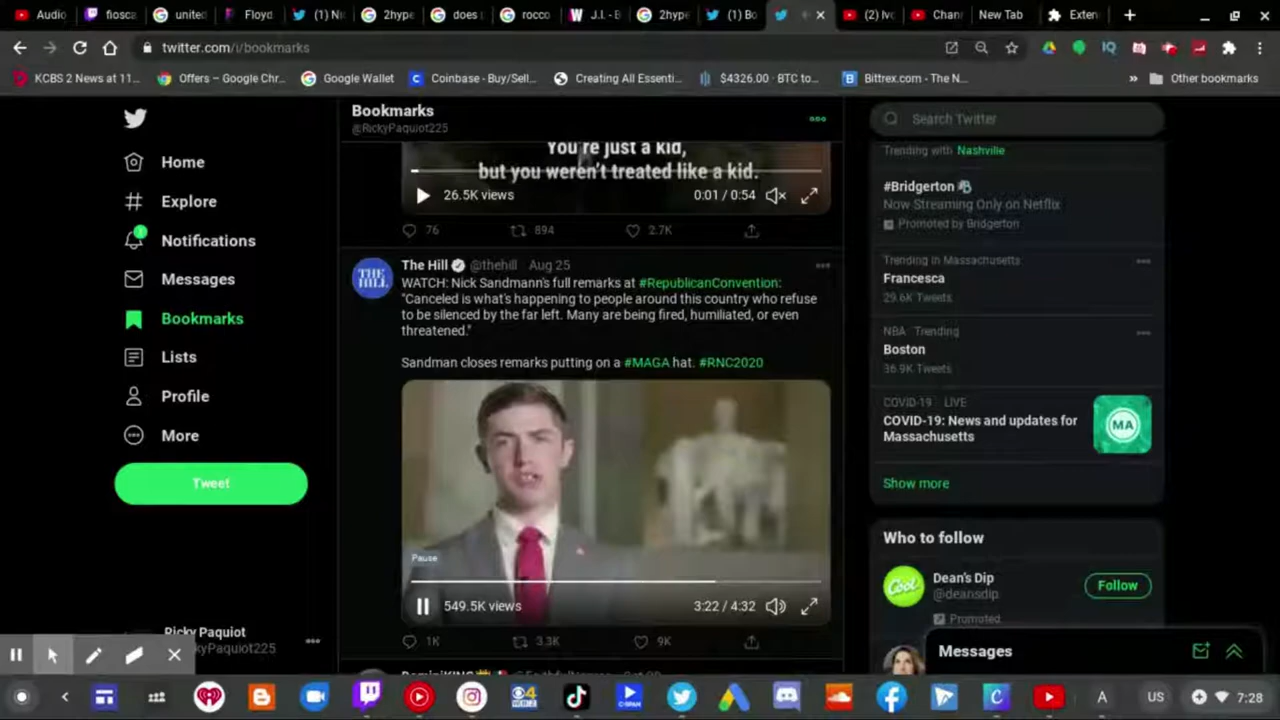 Audio
fiosca
united
Floyd
(1) Ni
2hype
does
rocco
J.I. - B
2hype
(1) Bo
(2) Ivo
Chan
New Tab
Exten
twitter.com/i/bookmarks
KCBS 2 News at 11...
Offers – Google Chr...
Google Wallet
Coinbase - Buy/Sell...
Creating All Essenti...
$4326.00 · BTC to...
Bittrex.com - The N...
» Other bookmarks
Home
Explore
1
Notifications
Messages
Bookmarks
Lists
Profile
More
Tweet
Ricky Paquiot
kyPaquiot225
Bookmarks
@RickyPaquiot225
You're just a kid,
but you weren't treated like a kid.
26.5K views
0:01 / 0:54
76 894 2.7K
The Hill @thehill Aug 25
WATCH: Nick Sandmann's full remarks at #RepublicanConvention:
"Canceled is what's happening to people around this country who refuse
to be silenced by the far left. Many are being fired, humiliated, or even
threatened."
Sandman closes remarks putting on a #MAGA hat. #RNC2020
THE
HILL
Pause
549.5K views
3:22 / 4:32
1K 3.3K 9K
Search Twitter
Trending with Nashville
#Bridgerton
Now Streaming Only on Netflix
Promoted by Bridgerton
Trending in Massachusetts
Francesca
29.6K Tweets
NBA · Trending
Boston
36.9K Tweets
COVID-19 · LIVE
COVID-19: News and updates for
Massachusetts
MA
Show more
Who to follow
Cool
Dean's Dip
@deansdip
Follow
Promoted
Messages
A
US
7:28